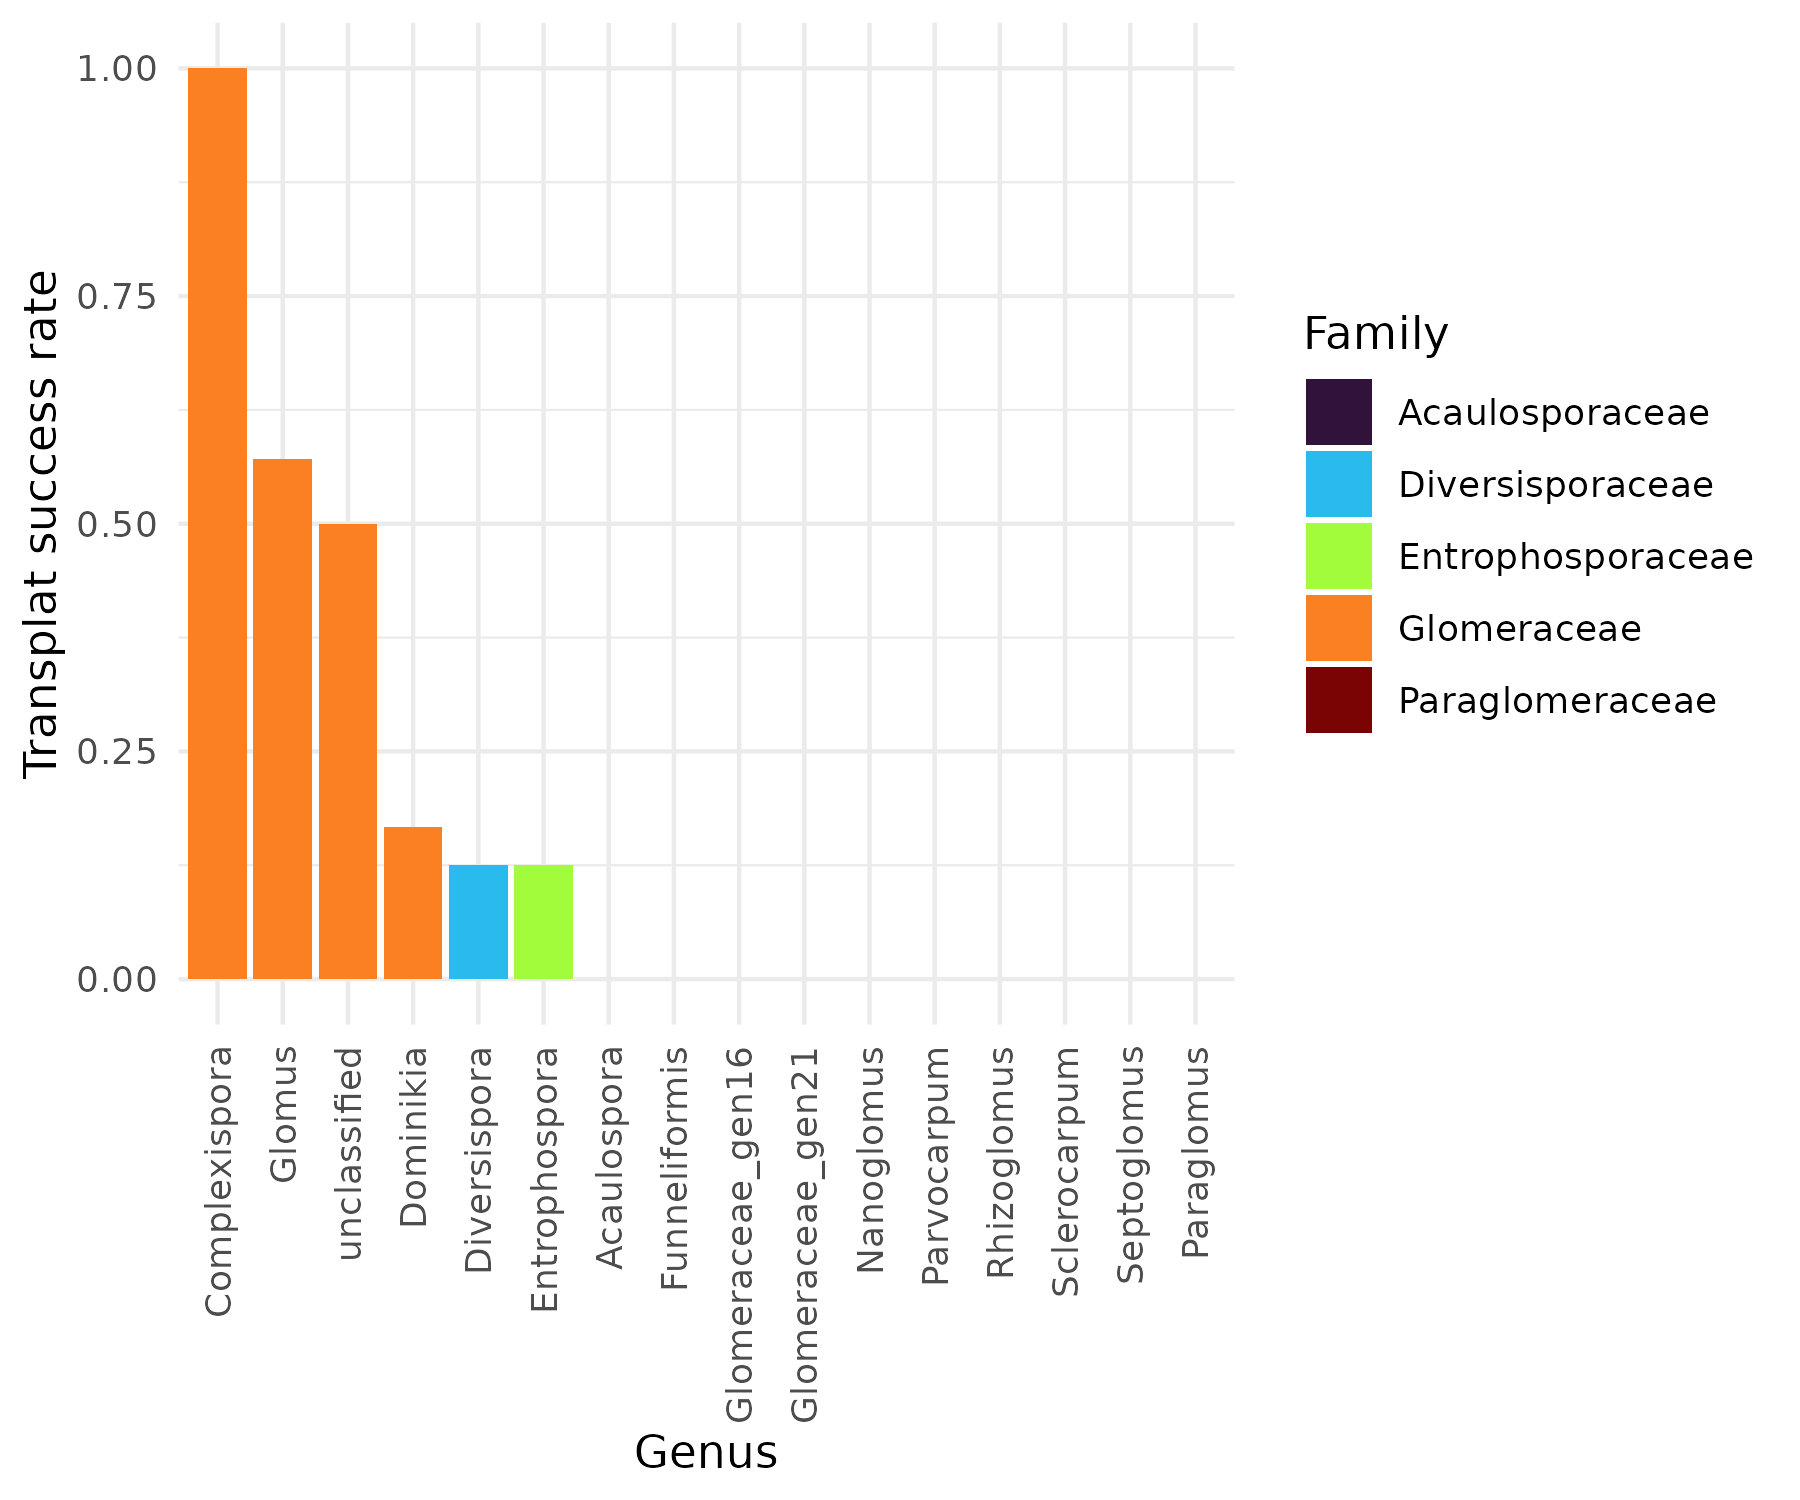 Transplat success rate
1.00
0.75
0.50
0.25
0.00
Complexispora
Glomus
unclassified
Dominikia
Diversispora
Entrophospora
Acaulospora
Funneliformis
Glomeraceae_gen16
Glomeraceae_gen21
Nanoglomus
Parvocarpum
Rhizoglomus
Sclerocarpum
Septoglomus
Paraglomus
Genus
Family
Acaulosporaceae
Diversisporaceae
Entrophosporaceae
Glomeraceae
Paraglomeraceae